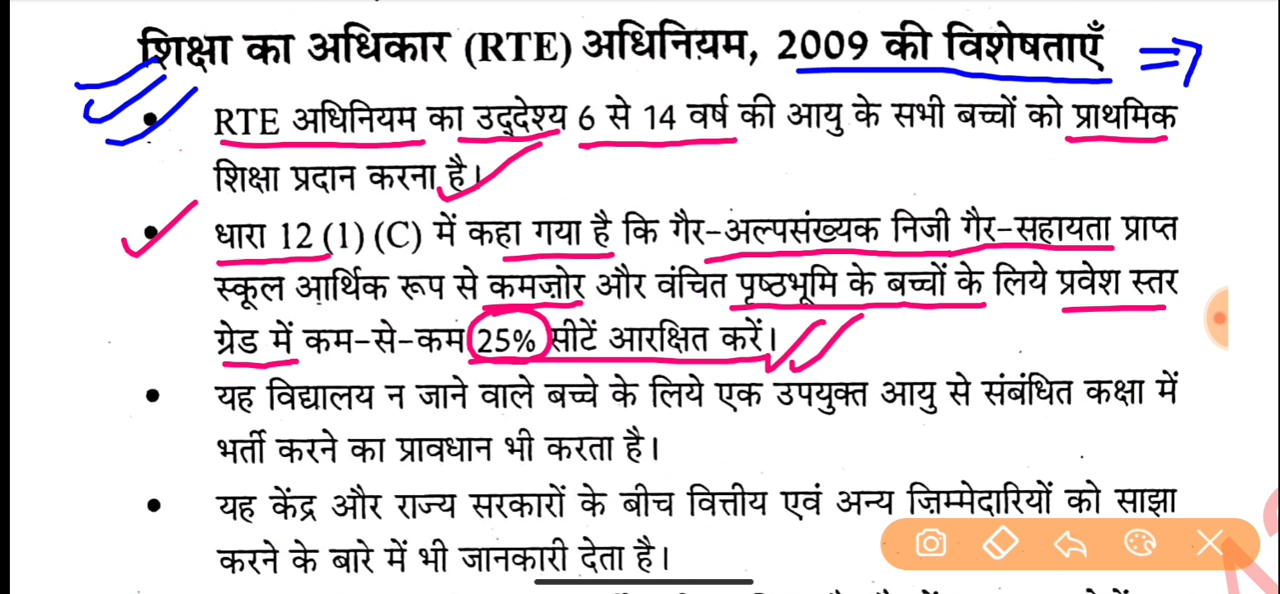 शिक्षा का अधिकार (RTE) अधिनियम, 2009 की विशेषताएँ
• RTE अधिनियम का उद्देश्य 6 से 14 वर्ष की आयु के सभी बच्चों को प्राथमिक
शिक्षा प्रदान करना है।
• धारा 12 (1) (C) में कहा गया है कि गैर-अल्पसंख्यक निजी गैर-सहायता प्राप्त
स्कूल आर्थिक रूप से कमज़ोर और वंचित पृष्ठभूमि के बच्चों के लिये प्रवेश स्तर
ग्रेड में कम-से-कम 25% सीटें आरक्षित करें।
• यह विद्यालय न जाने वाले बच्चे के लिये एक उपयुक्त आयु से संबंधित कक्षा में
भर्ती करने का प्रावधान भी करता है।
• यह केंद्र और राज्य सरकारों के बीच वित्तीय एवं अन्य ज़िम्मेदारियों को साझा
करने के बारे में भी जानकारी देता है।